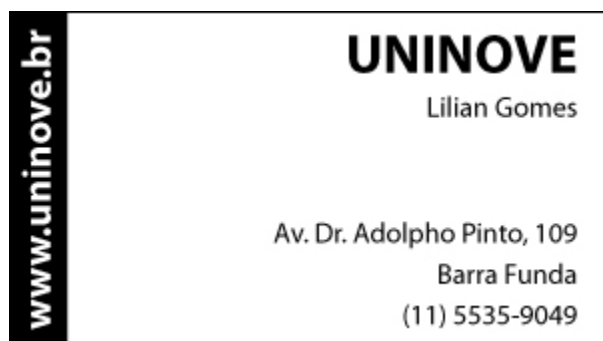 www.uninove.br
UNINOVE
Lilian Gomes
Av. Dr. Adolpho Pinto, 109
Barra Funda
(11) 5535-9049